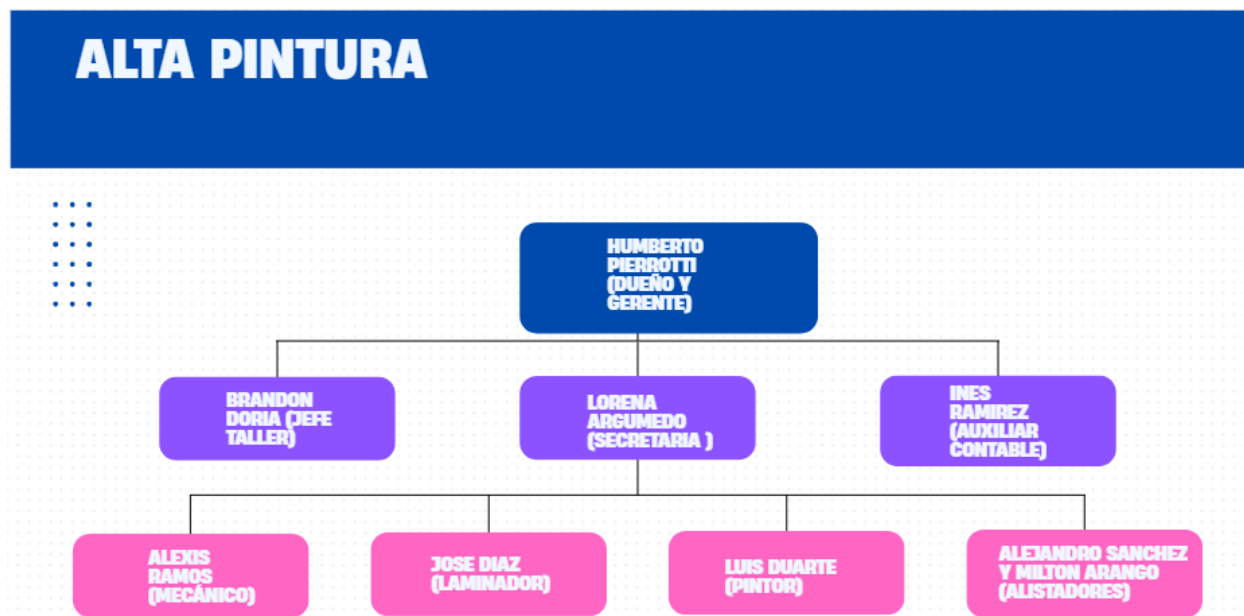 ALTA PINTURA
HUMBERTO
PIERROTTI
(DUEÑO Y
GERENTE)
BRANDON
DORIA (JEFE
TALLER)
LORENA
ARGUMEDO
(SECRETARIA )
INES
RAMIREZ
(AUXILIAR
CONTABLE)
ALEXIS
RAMOS
(MECÁNICO)
JOSE DIAZ
(LAMINADOR)
LUIS DUARTE
(PINTOR)
ALEJANDRO SANCHEZ
Y MILTON ARANGO
(ALISTADORES)